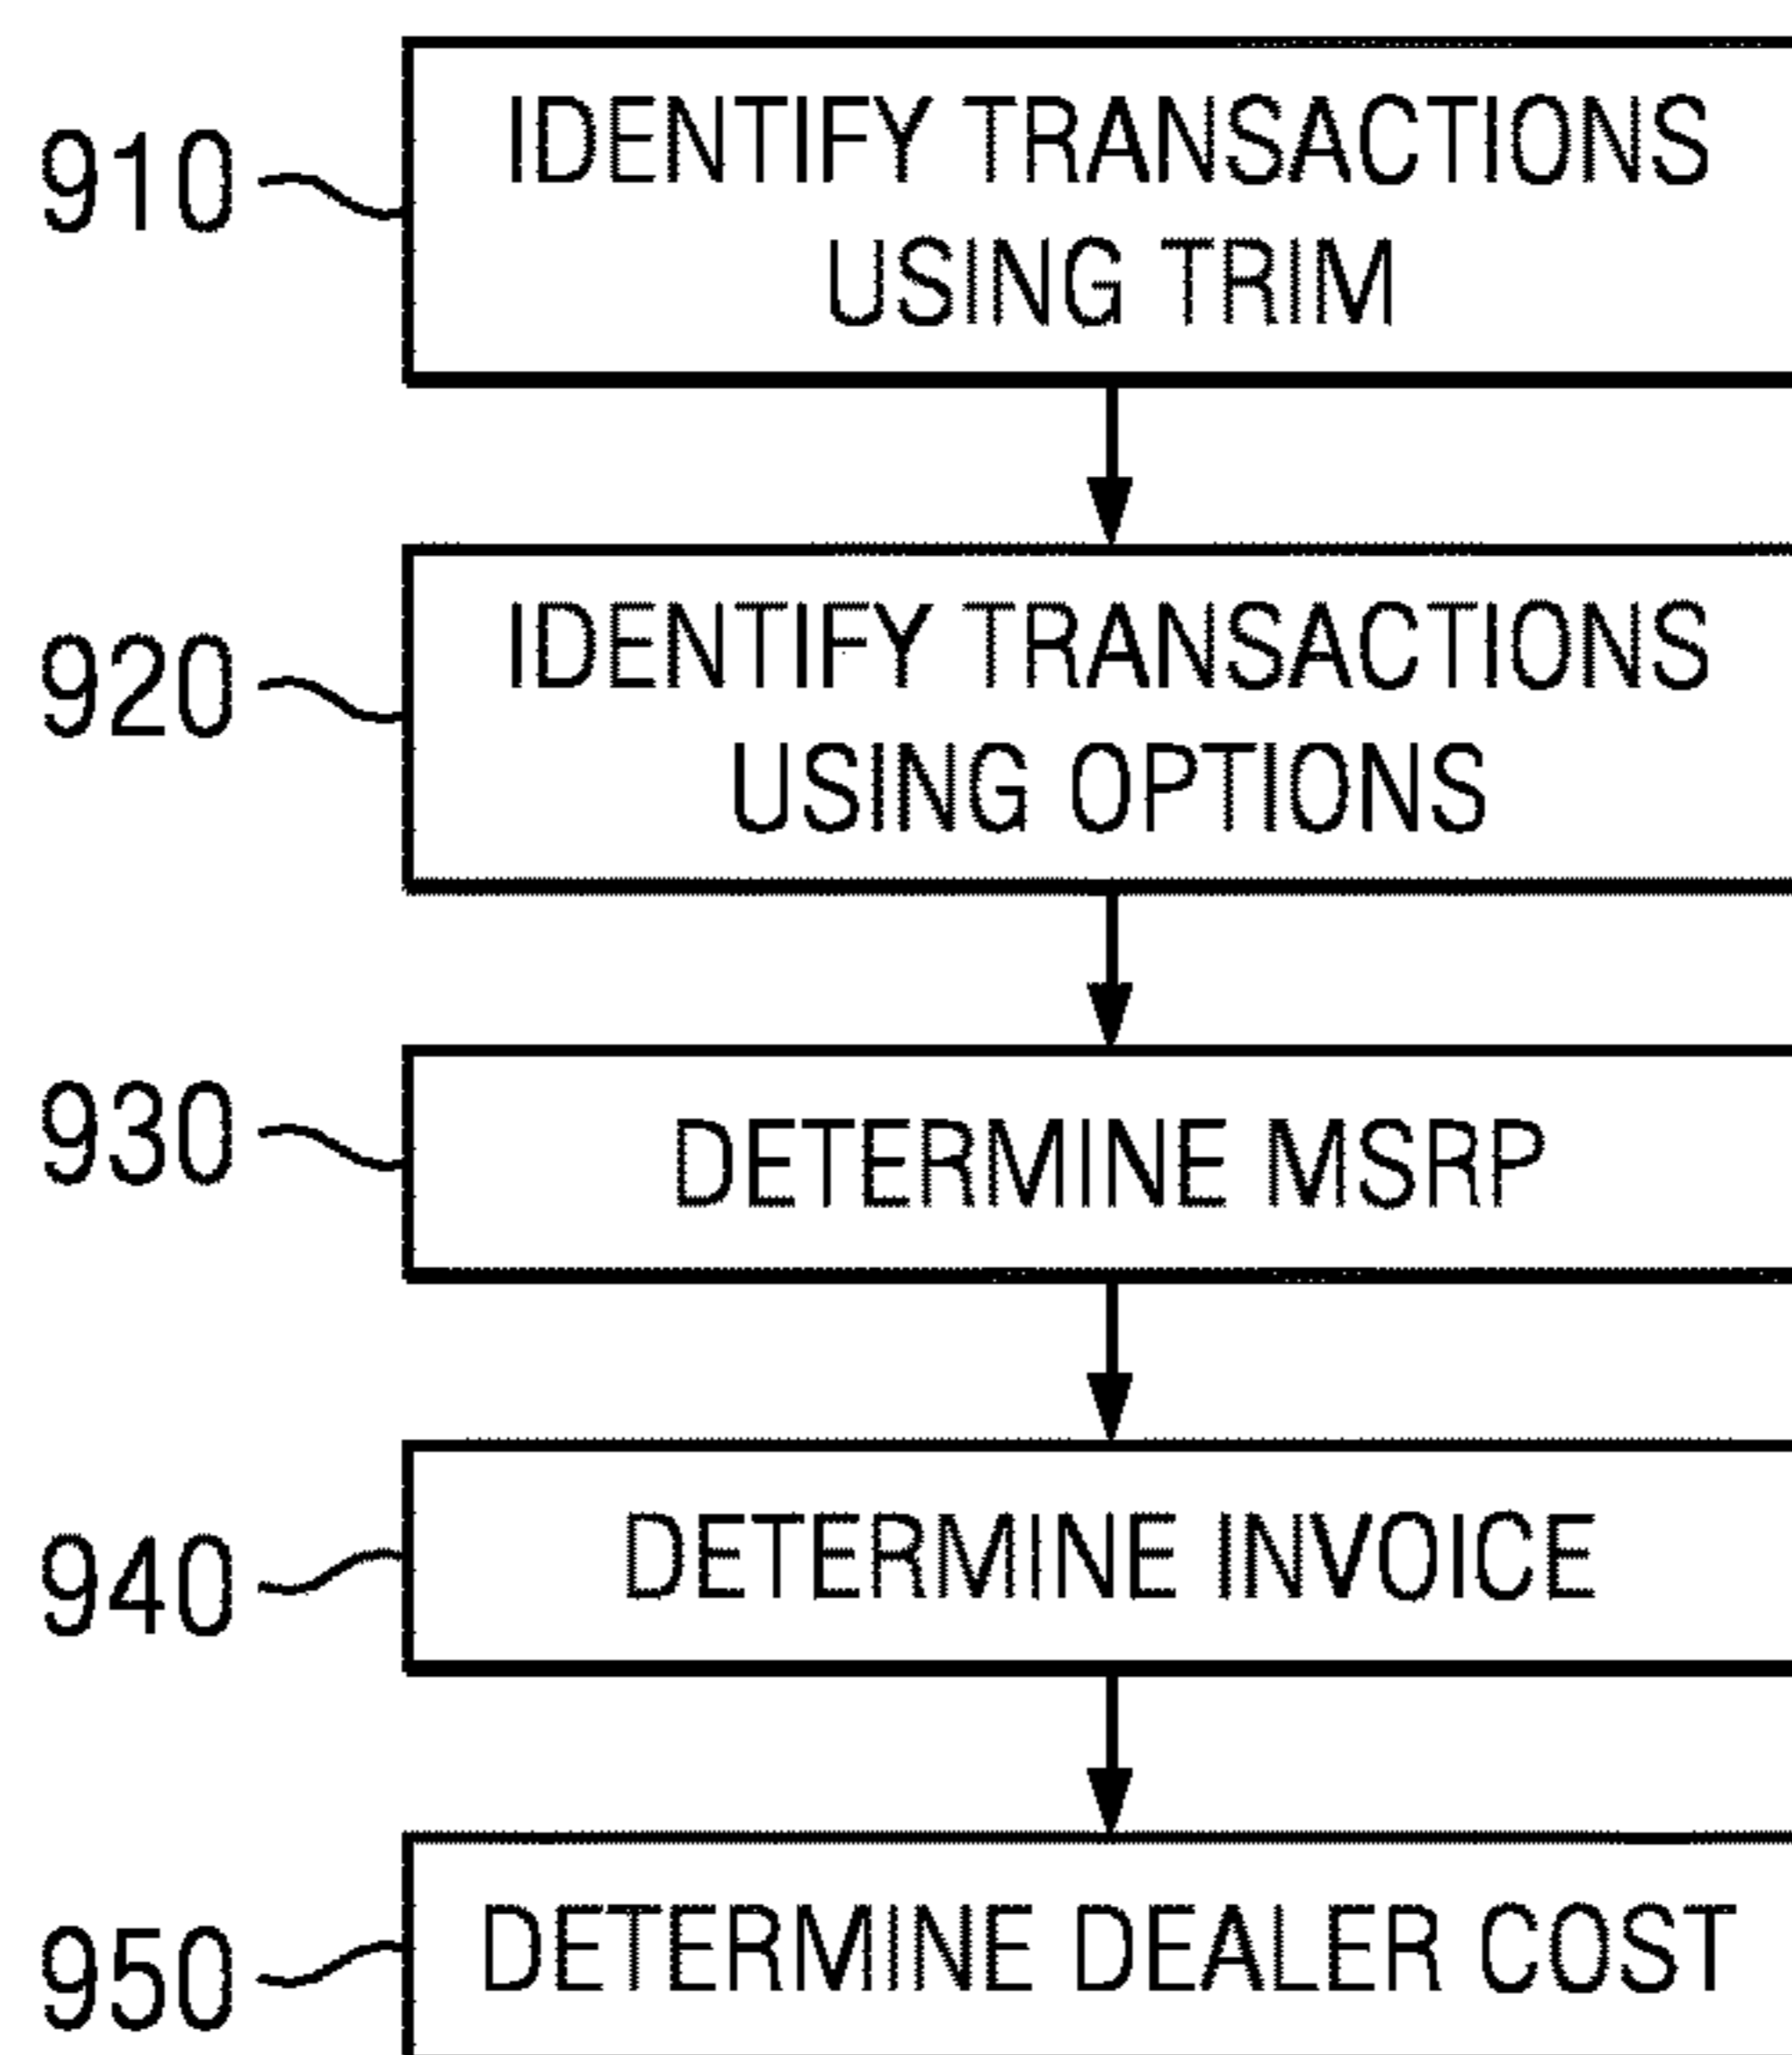 910
IDENTIFY TRANSACTIONS
USING TRIM
920
IDENTIFY TRANSACTIONS
USING OPTIONS
930
DETERMINE MSRP
940
DETERMINE INVOICE
950
DETERMINE DEALER COST